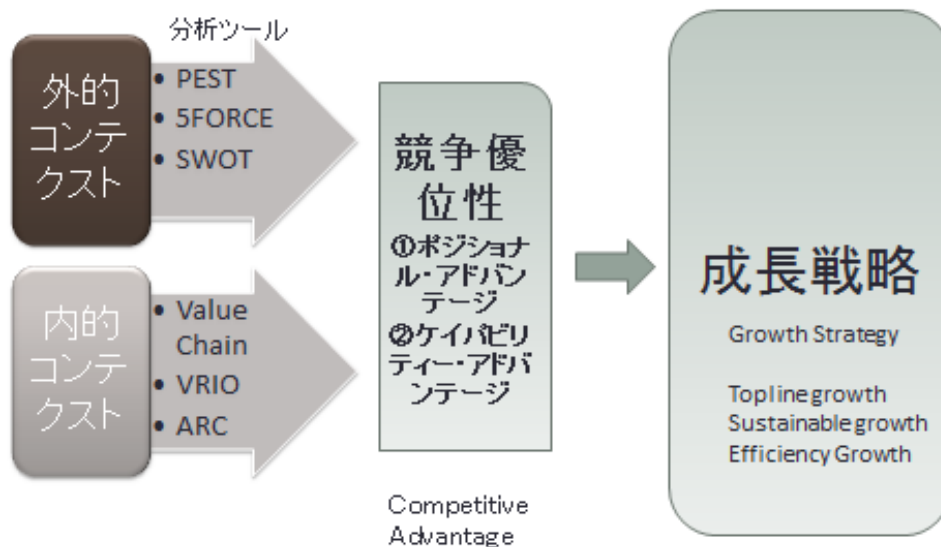 分析ツール
外的
コンテ
クスト
• PEST
• 5FORCE
• SWOT
内的
コンテ
クスト
• Value
Chain
• VRIO
• ARC
競争優
位性
①ポジショナ
ル・アドバン
テージ
②ケイパビリ
ティー・アドバ
ンテージ
Competitive
Advantage
成長戦略
Growth Strategy
Topline growth
Sustainable growth
Efficiency Growth